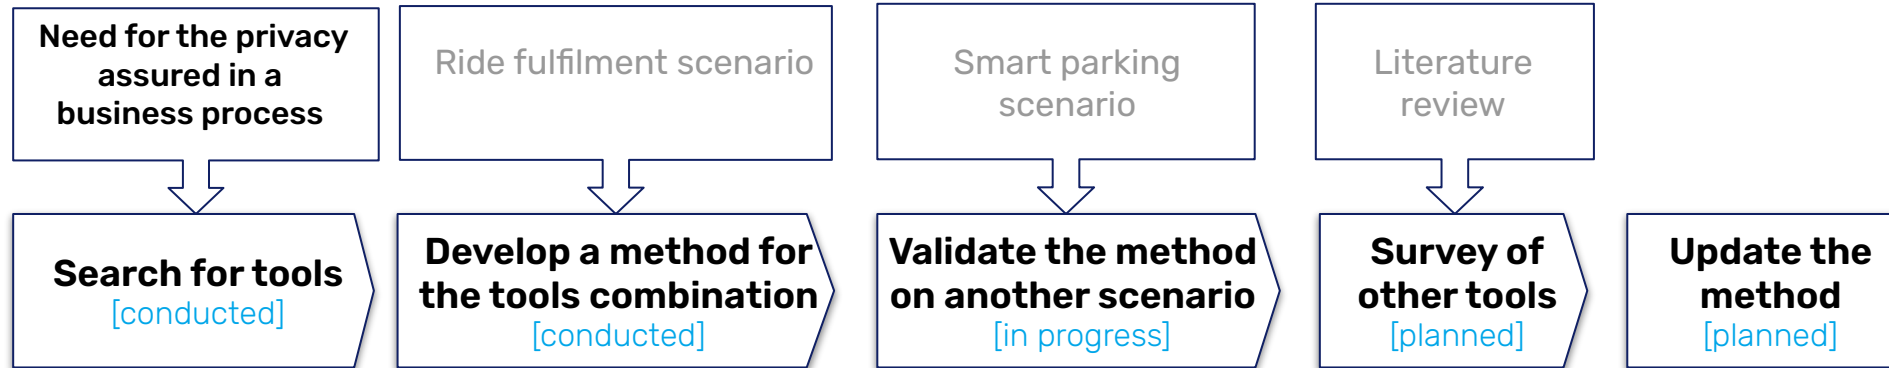 Need for the privacy
assured in a
business process
Ride fulfilment scenario
Smart parking
scenario
Literature
review
Search for tools
[conducted]
Develop a method for
the tools combination
[conducted]
Validate the method
on another scenario
[in progress]
Survey of
other tools
[planned]
Update the
method
[planned]